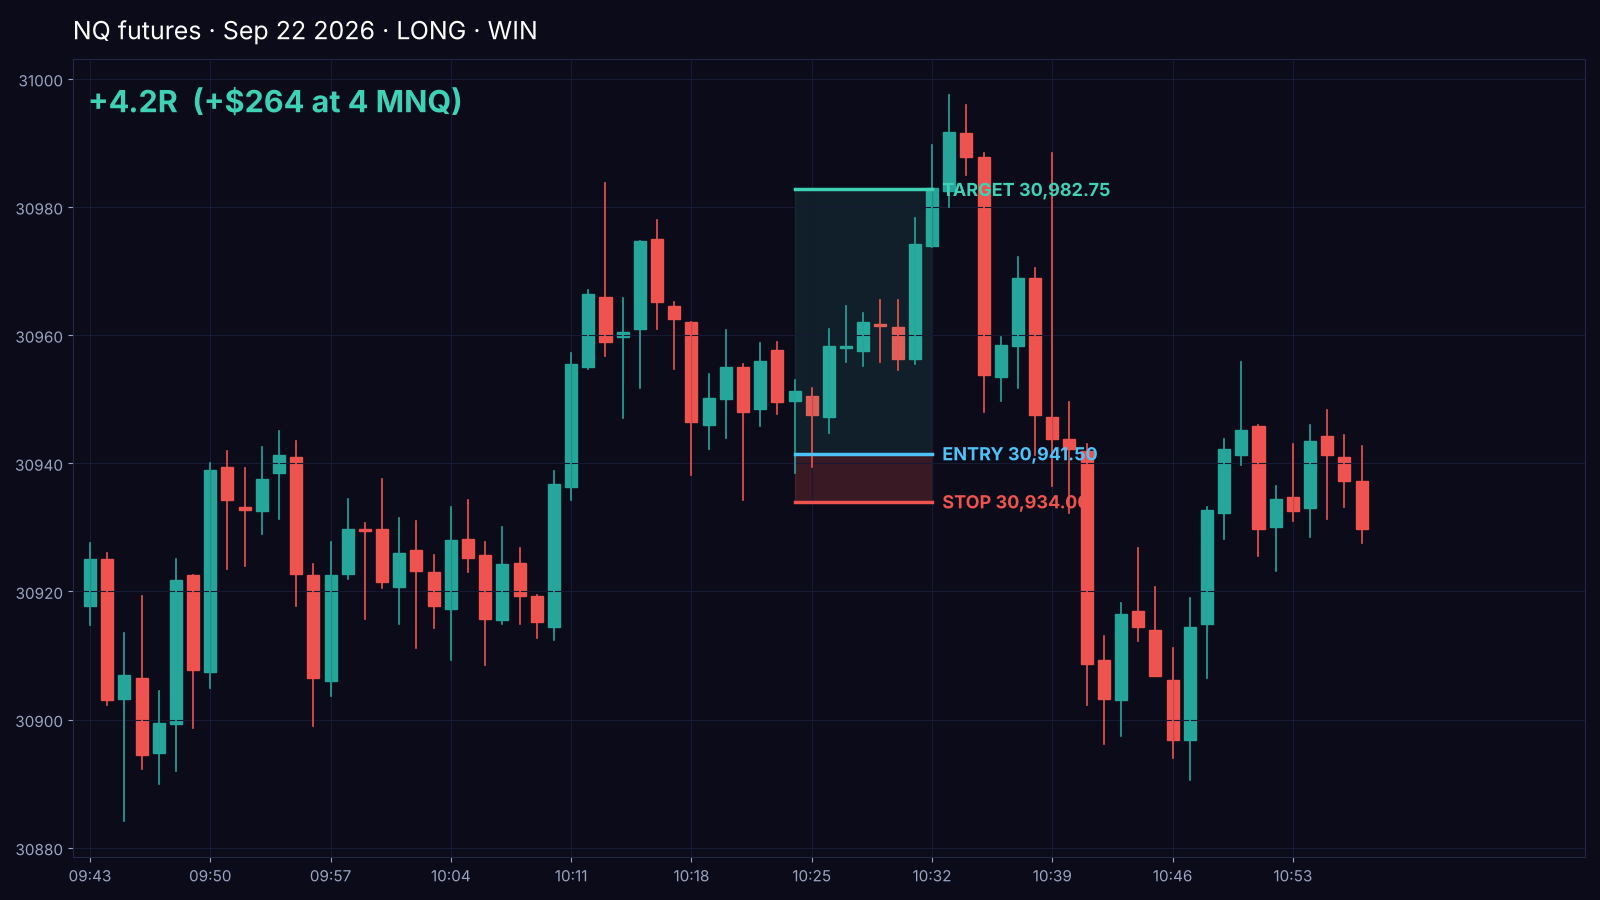 NQ futures · Sep 22 2026 · LONG · WIN
+4.2R (+$264 at 4 MNQ)
31000
30980
30960
30940
30920
30900
30880
TARGET 30,982.75
ENTRY 30,941.50
STOP 30,934.00
09:43 09:50 09:57 10:04 10:11 10:18 10:25 10:32 10:39 10:46 10:53